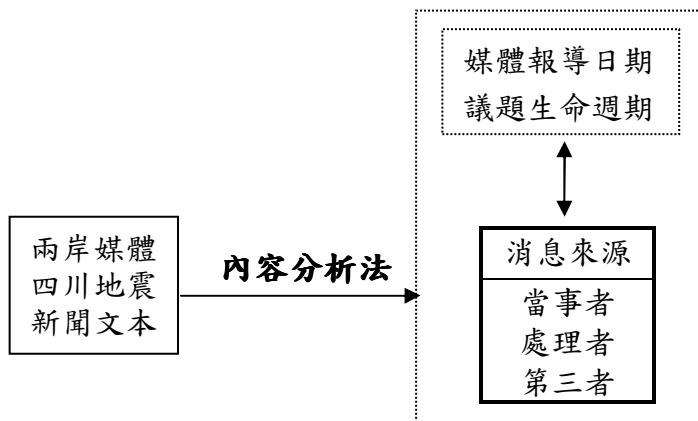 媒體報導日期
議題生命週期
兩岸媒體
四川地震
新聞文本
內容分析法
消息來源
當事者
處理者
第三者